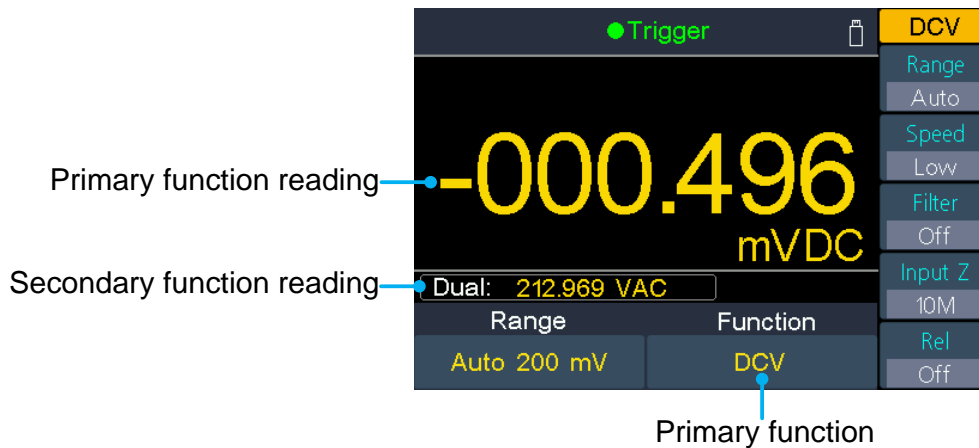 Trigger
DCV
Range
Auto
Speed
Low
Filter
Off
Input Z
10M
Rel
Off
Primary function reading
-000.496
mVDC
Secondary function reading
Dual: 212.969 VAC
Range Function
Auto 200 mV DCV
Primary function